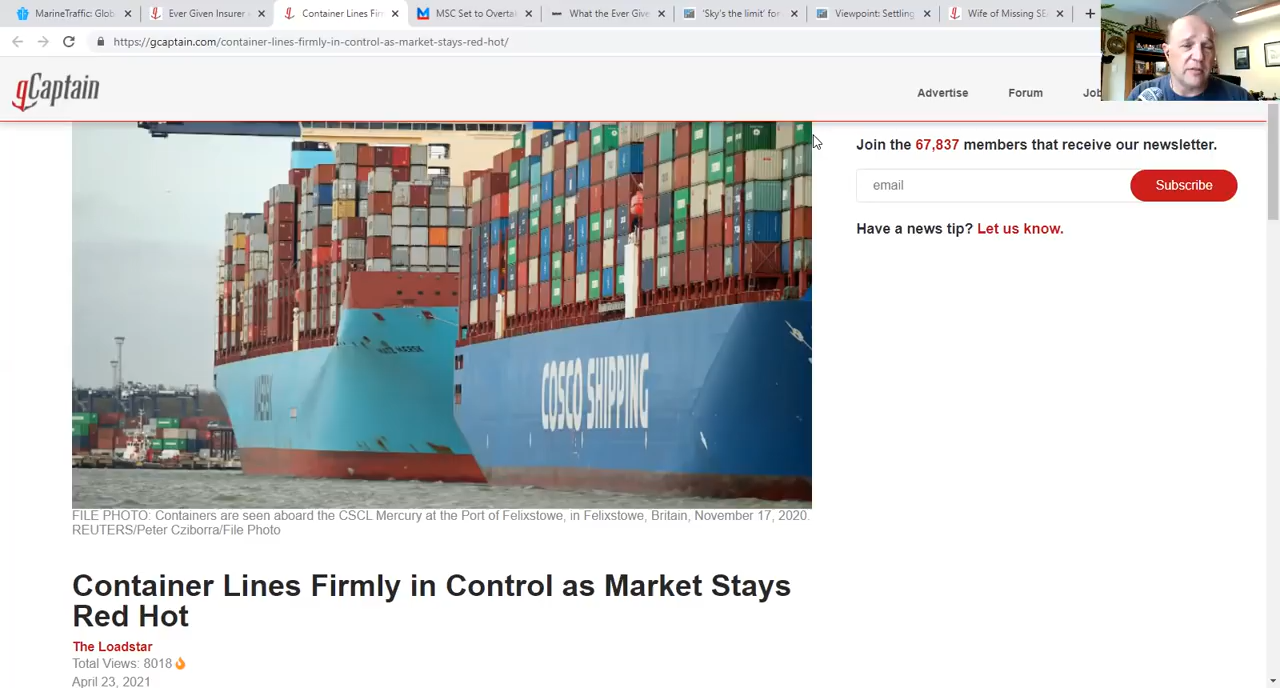 MarineTraffic: Glob
Ever Given Insurer
Container Lines Firm
MSC Set to Overta
What the Ever Give
'Sky's the limit' for
Viewpoint: Settling
Wife of Missing SE
https://gcaptain.com/container-lines-firmly-in-control-as-market-stays-red-hot/
gCaptain
Advertise
Forum
Job
COSCO SHIPPING
Join the 67,837 members that receive our newsletter.
email
Subscribe
Have a news tip? Let us know.
FILE PHOTO: Containers are seen aboard the CSCL Mercury at the Port of Felixstowe, in Felixstowe, Britain, November 17, 2020.
REUTERS/Peter Cziborra/File Photo
Container Lines Firmly in Control as Market Stays
Red Hot
The Loadstar
Total Views: 8018
April 23, 2021